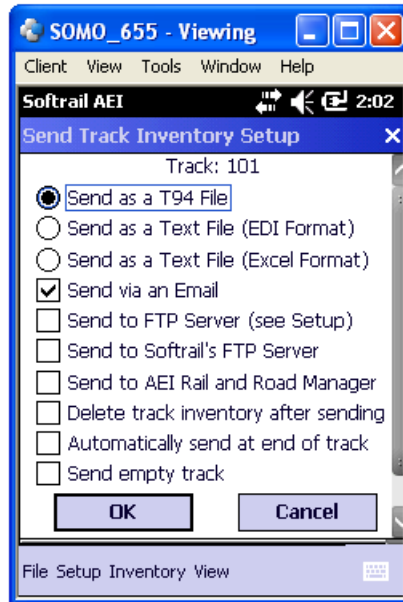 SOMO_655 - Viewing
Client View Tools Window Help
Softrail AEI 2:02
Send Track Inventory Setup
Track: 101
Send as a T94 File
Send as a Text File (EDI Format)
Send as a Text File (Excel Format)
Send via an Email
Send to FTP Server (see Setup)
Send to Softrail's FTP Server
Send to AEI Rail and Road Manager
Delete track inventory after sending
Automatically send at end of track
Send empty track
OK Cancel
File Setup Inventory View